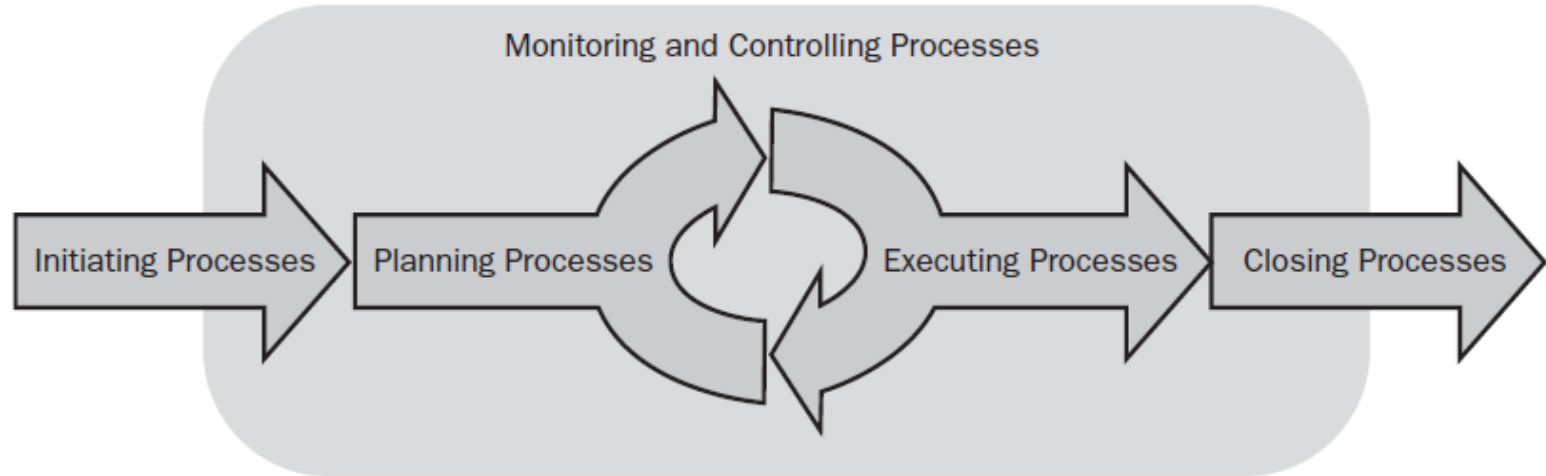 Monitoring and Controlling Processes
Initiating Processes
Planning Processes
Executing Processes
Closing Processes